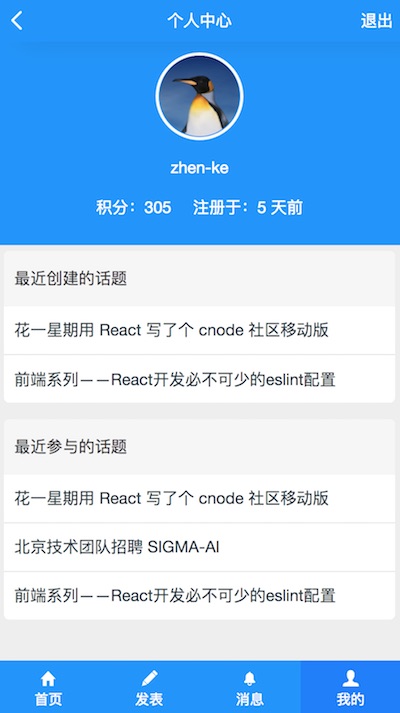 个人中心
退出
zhen-ke
积分：305 注册于：5 天前
最近创建的话题
花一星期用 React 写了个 cnode 社区移动版
前端系列——React开发必不可少的eslint配置
最近参与的话题
花一星期用 React 写了个 cnode 社区移动版
北京技术团队招聘 SIGMA-AI
前端系列——React开发必不可少的eslint配置
首页
发表
消息
我的